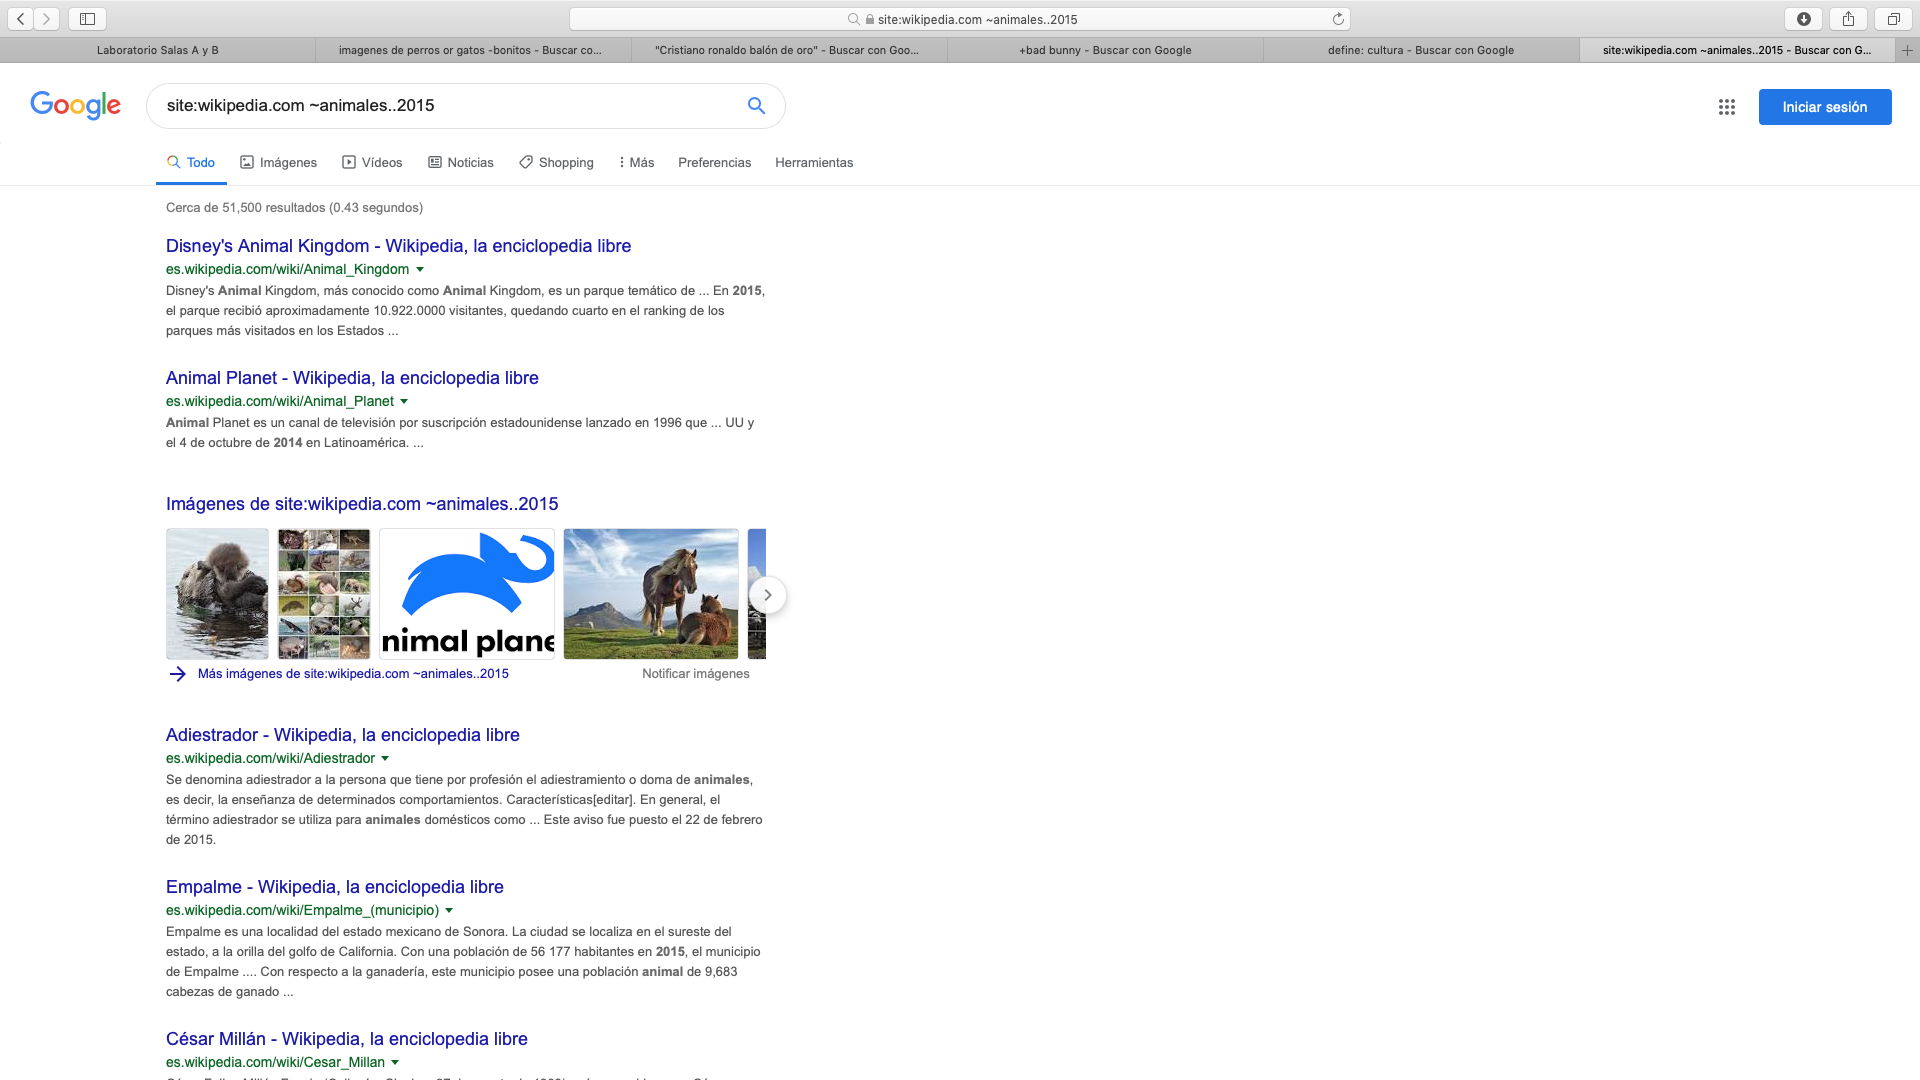 site:wikipedia.com ~animales..2015
Laboratorio Salas A y B
imagenes de perros or gatos -bonitos - Buscar co...
"Cristiano ronaldo balón de oro" - Buscar con Goo...
+bad bunny - Buscar con Google
define: cultura - Buscar con Google
site:wikipedia.com ~animales..2015 - Buscar con G...
Google
site:wikipedia.com ~animales..2015
Iniciar sesión
Todo
Imágenes
Vídeos
Noticias
Shopping
Más
Preferencias
Herramientas
Cerca de 51,500 resultados (0.43 segundos)
Disney's Animal Kingdom - Wikipedia, la enciclopedia libre
es.wikipedia.com/wiki/Animal_Kingdom
Disney's Animal Kingdom, más conocido como Animal Kingdom, es un parque temático de ... En 2015,
el parque recibió aproximadamente 10.922.0000 visitantes, quedando cuarto en el ranking de los
parques más visitados en los Estados ...
Animal Planet - Wikipedia, la enciclopedia libre
es.wikipedia.com/wiki/Animal_Planet
Animal Planet es un canal de televisión por suscripción estadounidense lanzado en 1996 que ... UU y
el 4 de octubre de 2014 en Latinoamérica. ...
Imágenes de site:wikipedia.com ~animales..2015
nimal plane
Más imágenes de site:wikipedia.com ~animales..2015
Notificar imágenes
Adiestrador - Wikipedia, la enciclopedia libre
es.wikipedia.com/wiki/Adiestrador
Se denomina adiestrador a la persona que tiene por profesión el adiestramiento o doma de animales,
es decir, la enseñanza de determinados comportamientos. Características[editar]. En general, el
término adiestrador se utiliza para animales domésticos como ... Este aviso fue puesto el 22 de febrero
de 2015.
Empalme - Wikipedia, la enciclopedia libre
es.wikipedia.com/wiki/Empalme_(municipio)
Empalme es una localidad del estado mexicano de Sonora. La ciudad se localiza en el sureste del
estado, a la orilla del golfo de California. Con una población de 56 177 habitantes en 2015, el municipio
de Empalme .... Con respecto a la ganadería, este municipio posee una población animal de 9,683
cabezas de ganado ...
César Millán - Wikipedia, la enciclopedia libre
es.wikipedia.com/wiki/Cesar_Millan